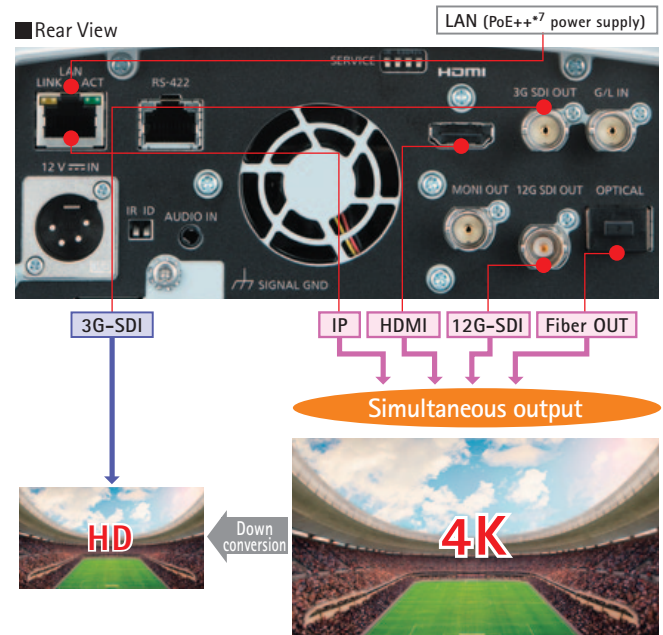 ■Rear View
LAN (PoE++*7 power supply)
SERVICE
HDMI
LAN
LINK ACT
RS-422
3G SDI OUT
G/L IN
12 V IN
IR ID
AUDIO IN
MONI OUT
12G SDI OUT
OPTICAL
SIGNAL GND
3G-SDI
IP
HDMI
12G-SDI
Fiber OUT
Simultaneous output
HD
Down
conversion
4K